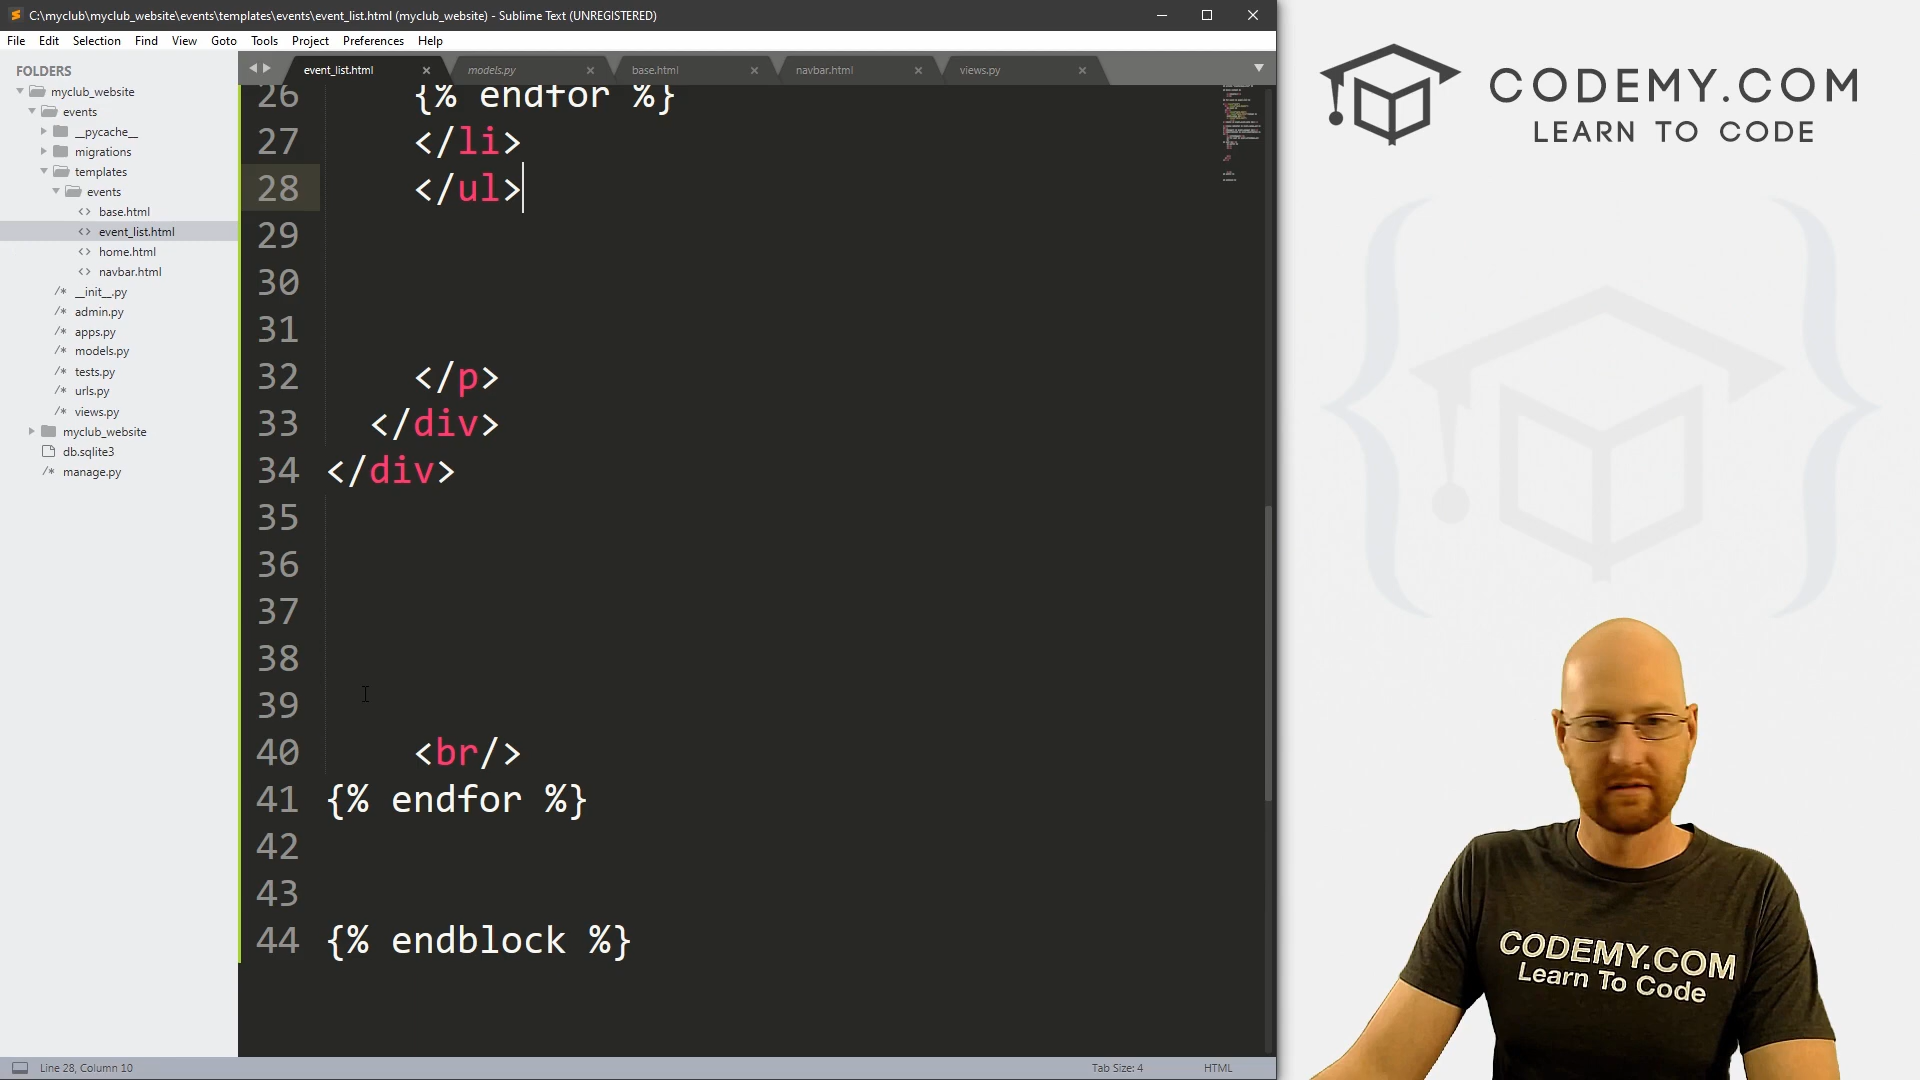 C:\myclub\myclub_website\events\templates\events\event_list.html (myclub_website) - Sublime Text (UNREGISTERED)
File Edit Selection Find View Goto Tools Project Preferences Help
FOLDERS
myclub_website
events
__pycache__
migrations
templates
events
base.html
event_list.html
home.html
navbar.html
__init__.py
admin.py
apps.py
models.py
tests.py
urls.py
views.py
myclub_website
db.sqlite3
manage.py
event_list.html models.py base.html navbar.html views.py
26 {% endfor %}
27 </li>
28 </ul>
29
30
31
32 </p>
33 </div>
34 </div>
35
36
37
38
39
40 <br/>
41 {% endfor %}
42
43
44 {% endblock %}
Line 28, Column 10 Tab Size: 4 HTML
CODEMY.COM
LEARN TO CODE
CODEMY.COM
Learn To Code